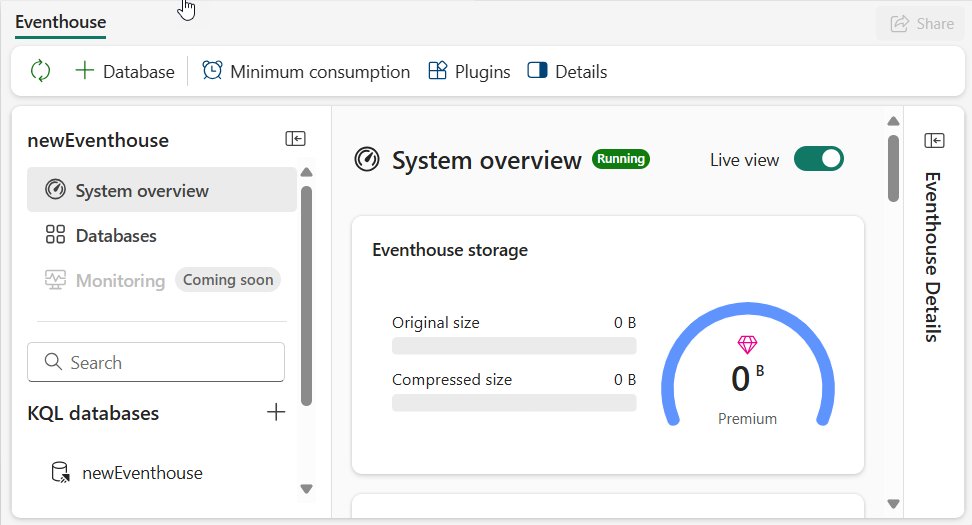 Eventhouse
Share
Database
Minimum consumption
Plugins
Details
newEventhouse
System overview
Databases
Monitoring Coming soon
Search
KQL databases
newEventhouse
System overview Running
Live view
Eventhouse storage
Original size 0 B
Compressed size 0 B
0 B
Premium
Eventhouse Details